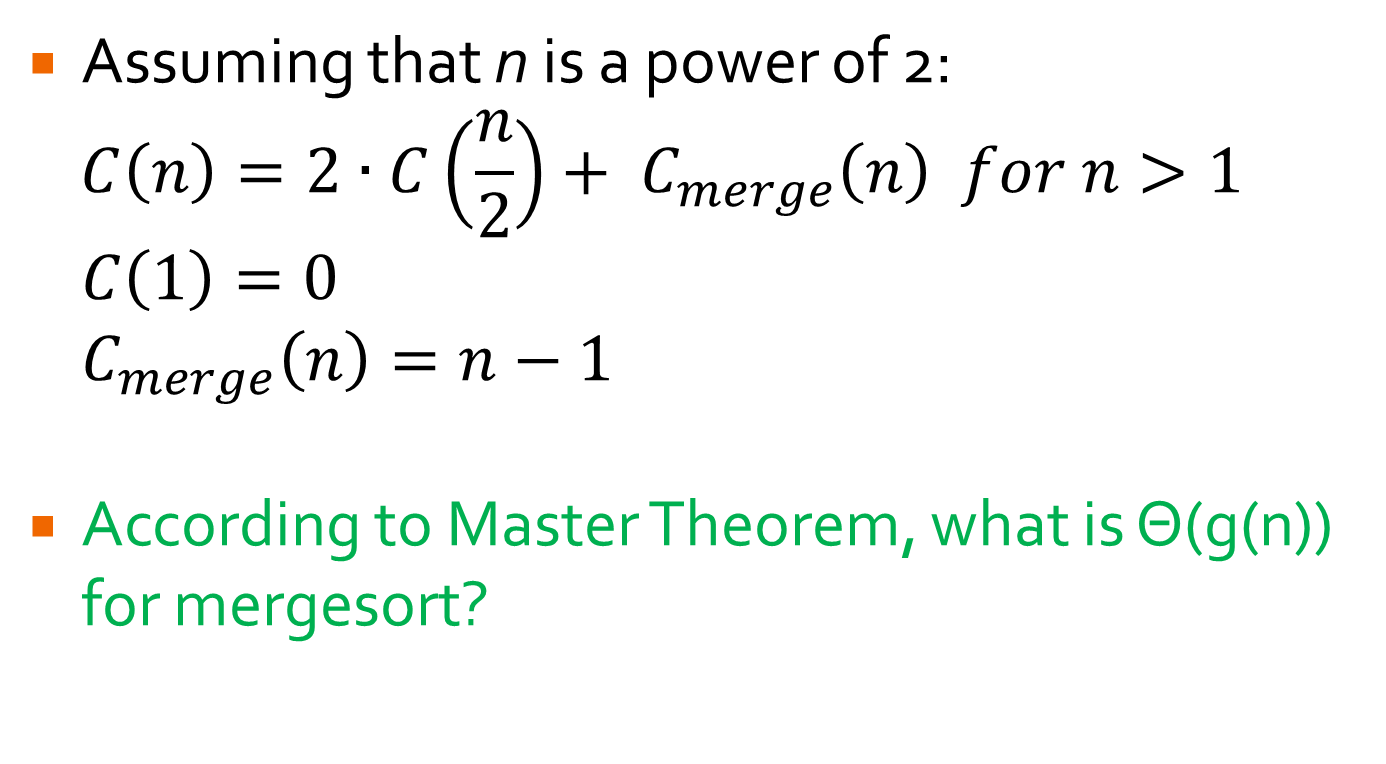 ▪ Assuming that n is a power of 2:
C(n) = 2 · C(n/2) + C_merge(n) for n > 1
C(1) = 0
C_merge(n) = n − 1
▪ According to Master Theorem, what is Θ(g(n))
for mergesort?